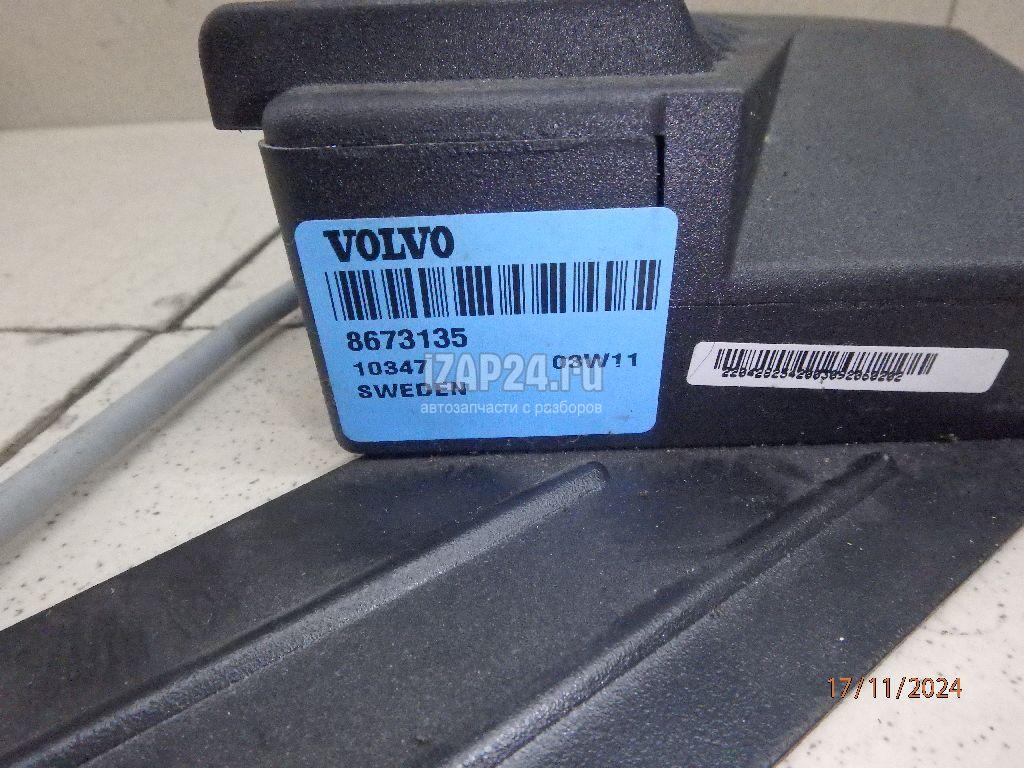 VOLVO
8673135
10347 03W11
SWEDEN
iZAP24.ru
автозапчасти с разборов
17/11/2024